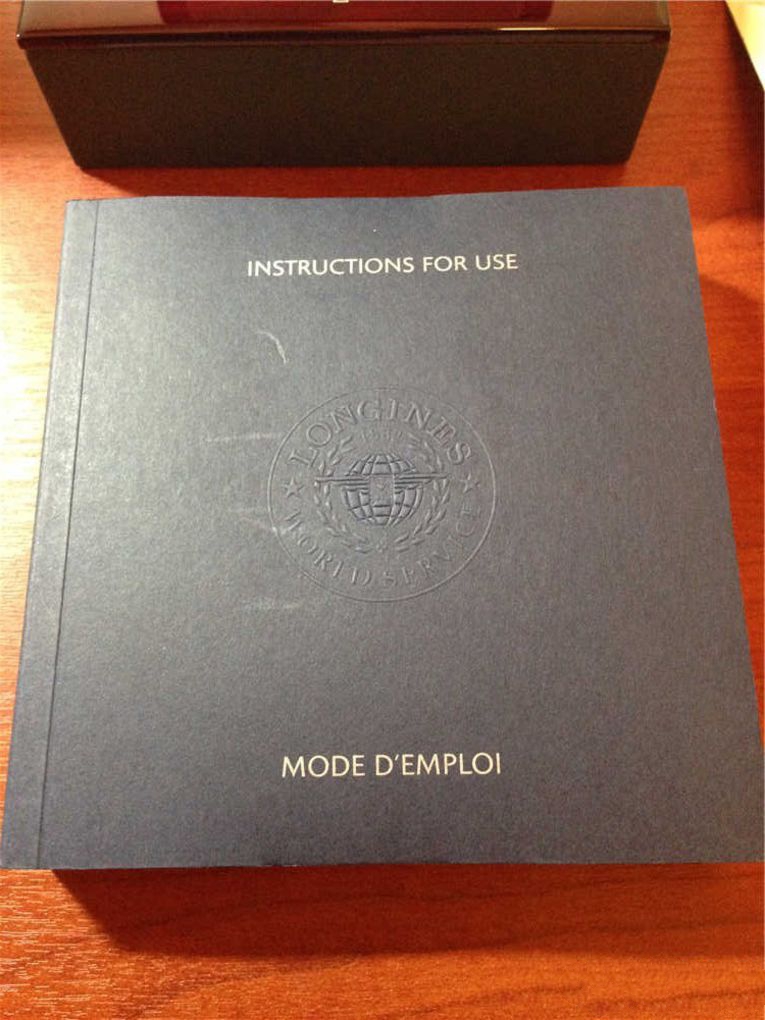 INSTRUCTIONS FOR USE
LONGINES
WORLD SERVICE
MODE D'EMPLOI